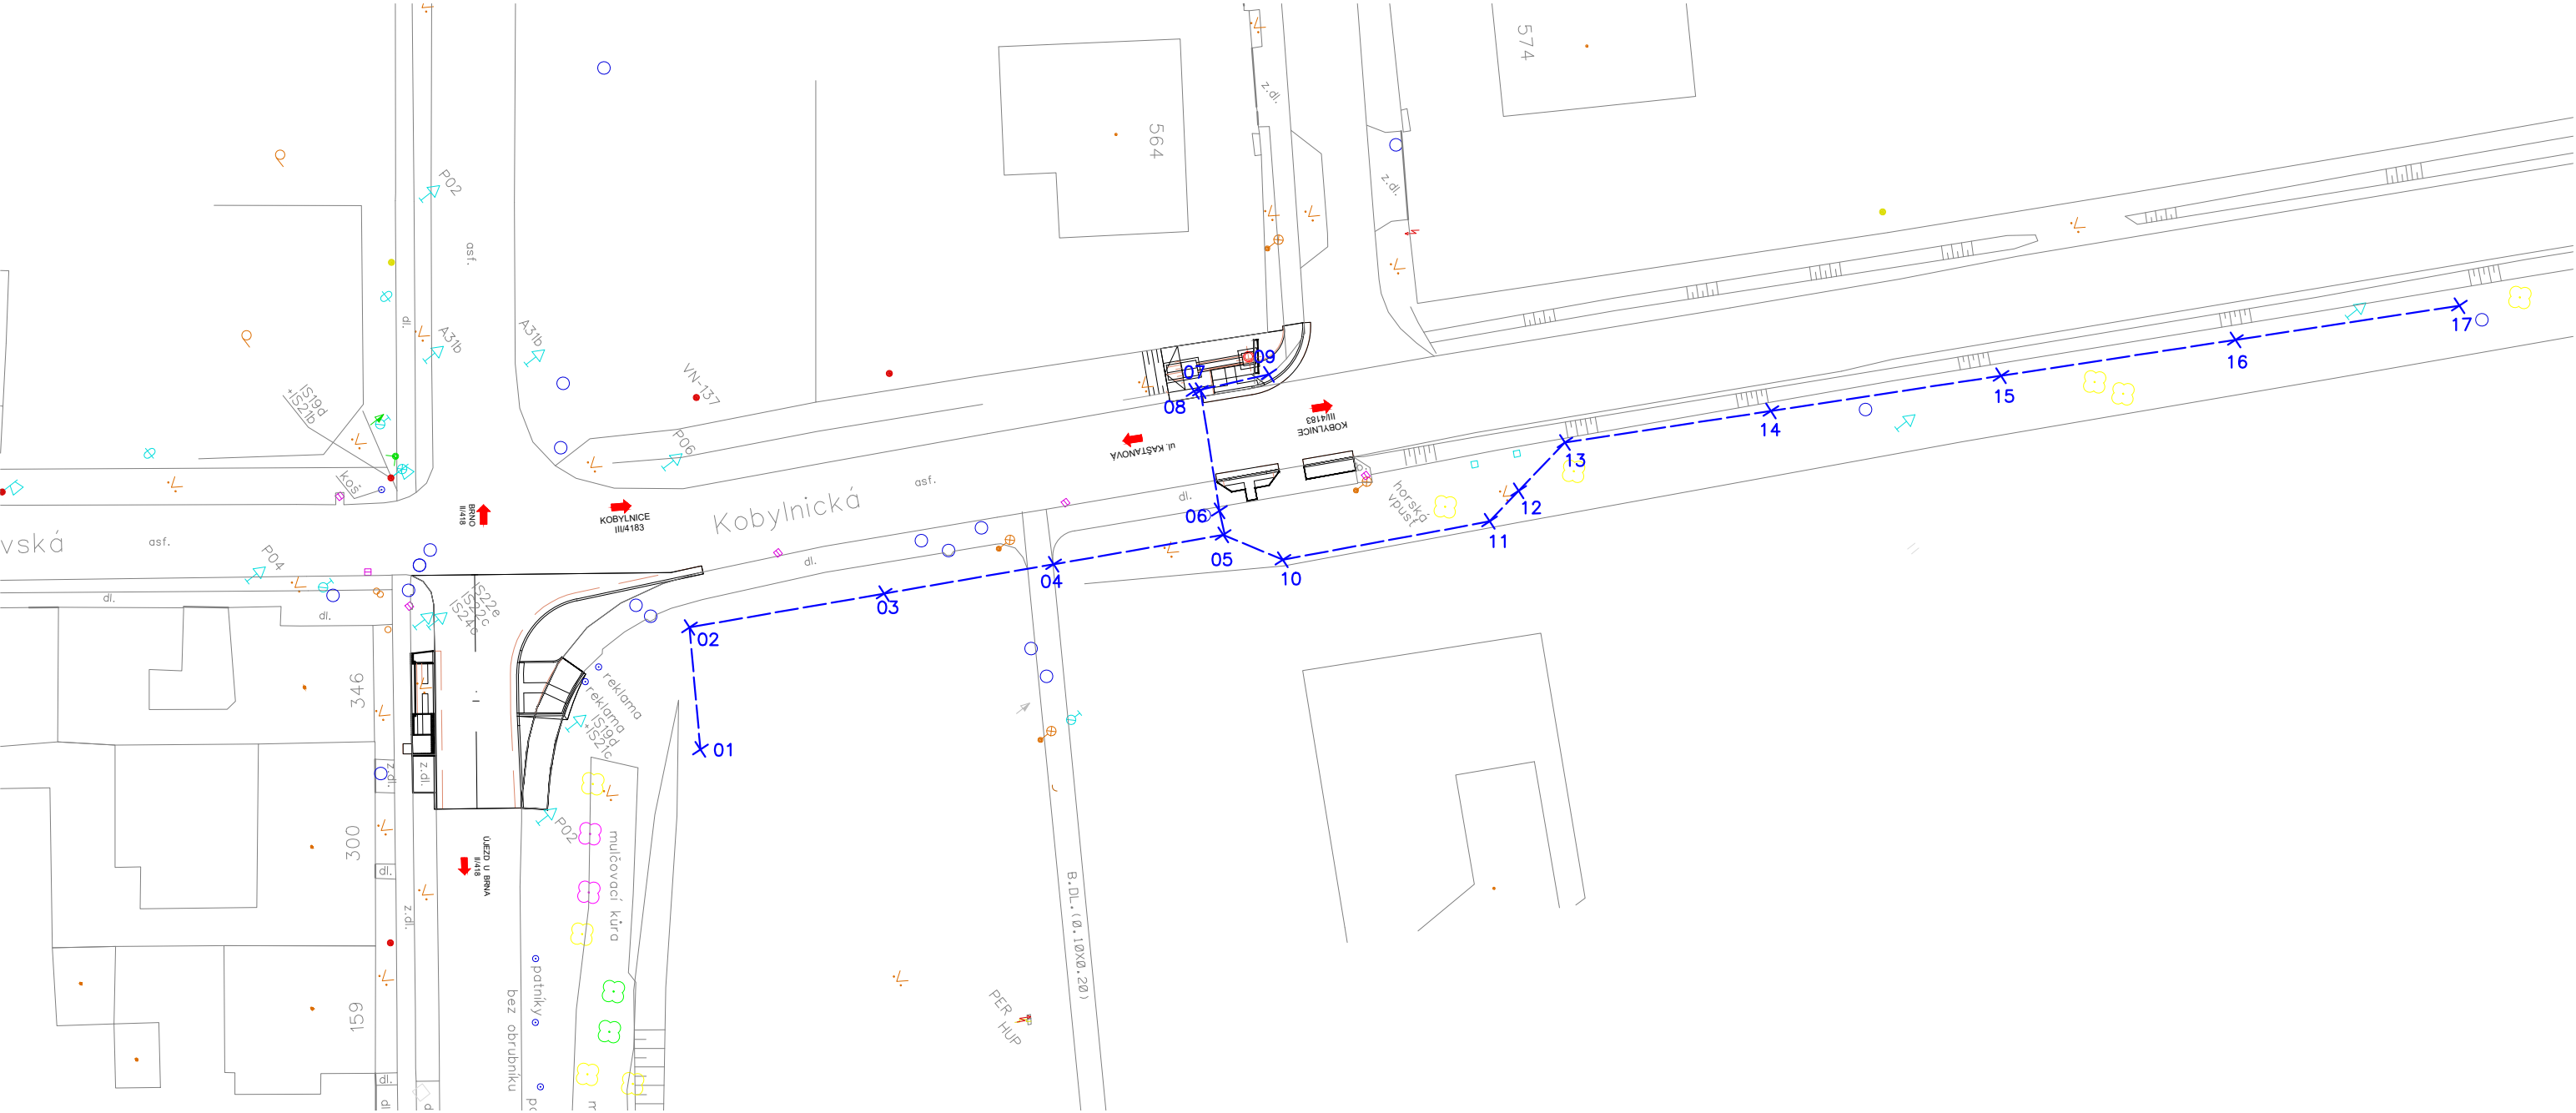 574
z.dl.
564
z.dl.
P02
asf.
dl.
A31b
A31b
VN-137
IS19d
+IS21b
P06
koš
09
07
08
ul. KAŠTANOVÁ
KOBYLNICE
III/4183
17
16
15
14
13
12
11
horská
vpusť
BRNO
II/418
KOBYLNICE
III/4183
Kobylnická
asf.
dl.
06
05
10
04
03
02
01
vská
asf.
P04
dl.
dl.
dl.
IS22e
IS22c
IS24c
346
reklama
reklama
IS19d
+IS21c
z.dl.
z.dl.
P02
300
dl.
ÚJEZD U BRNA
II/418
mulčovací kůra
z.dl.
B.DL.(0.10X0.20)
patníky
bez obrubníku
159
PER
HUP
dl.